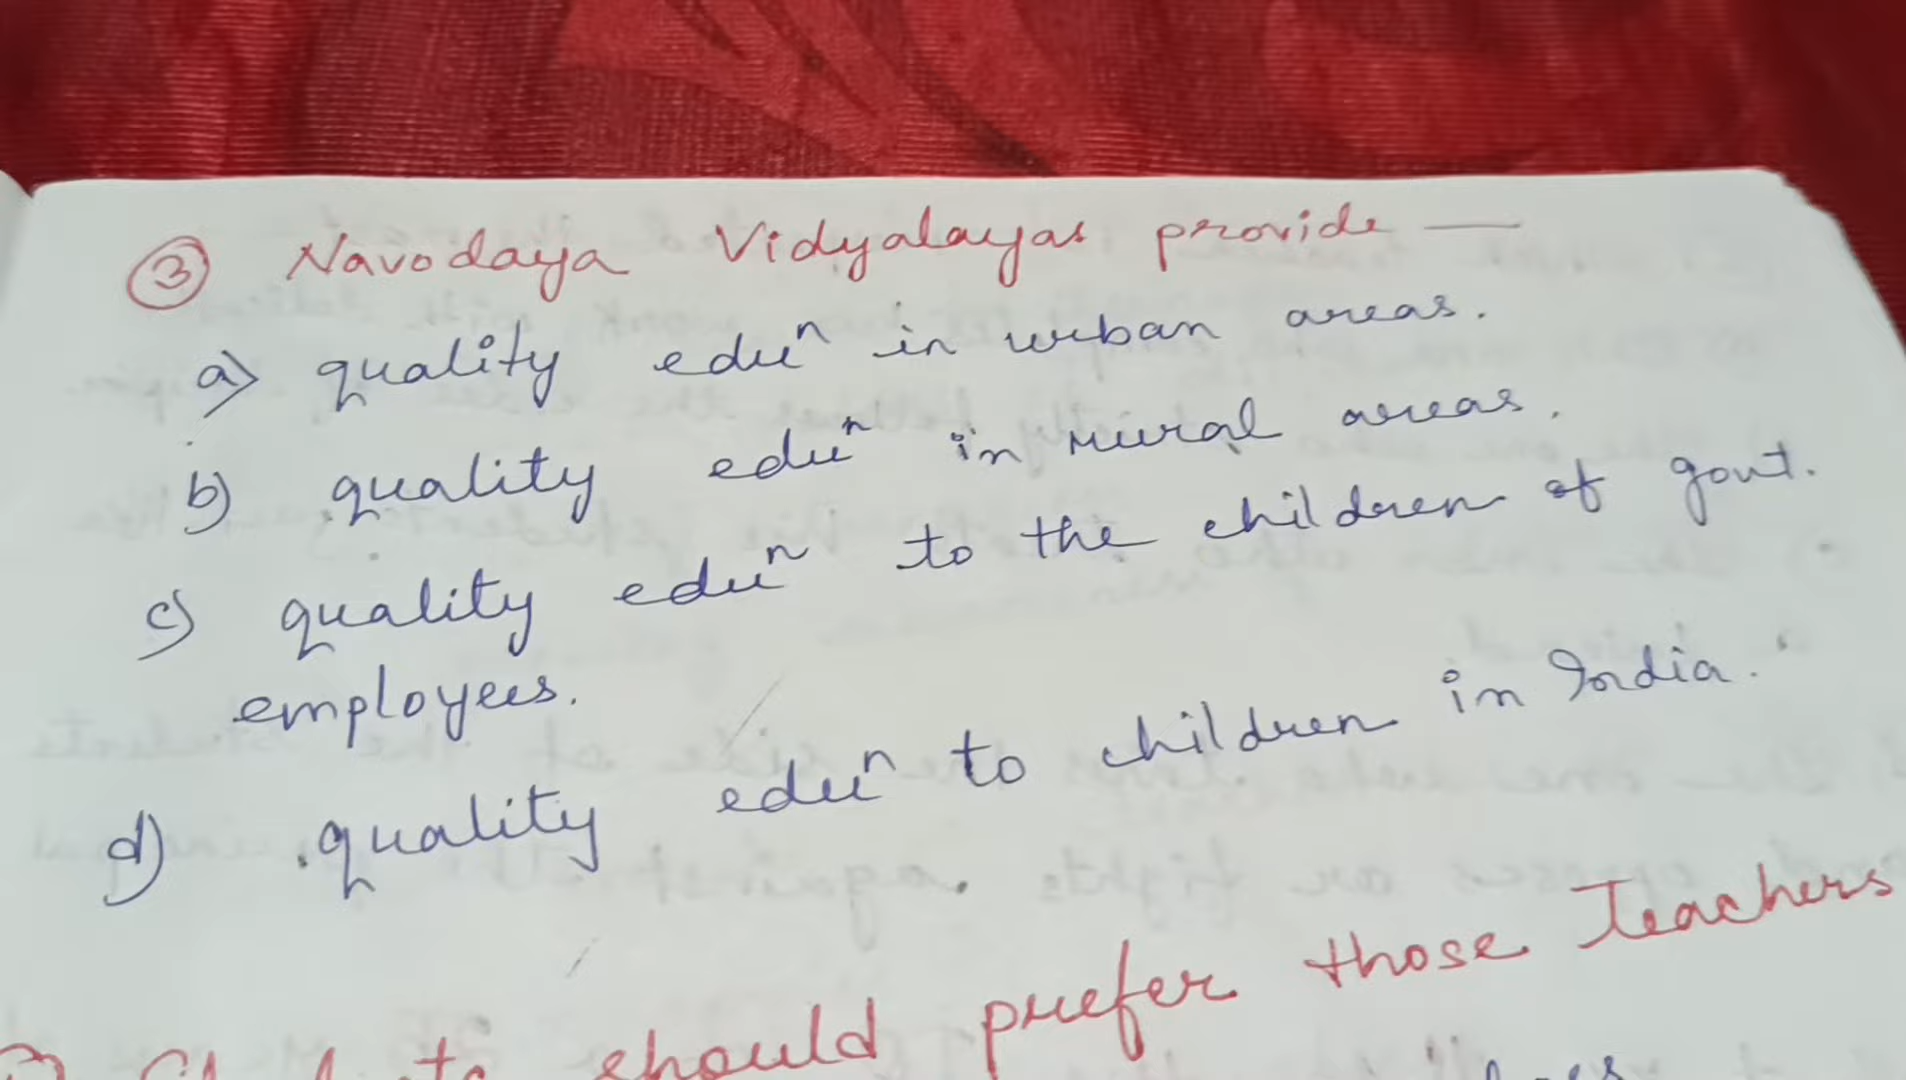 ③ Navodaya Vidyalayas provide —
a) quality eduⁿ in urban areas.
b) quality eduⁿ in rural areas.
c) quality eduⁿ to the children of govt.
employees.
d) quality eduⁿ to children in India.
should prefer those Teachers